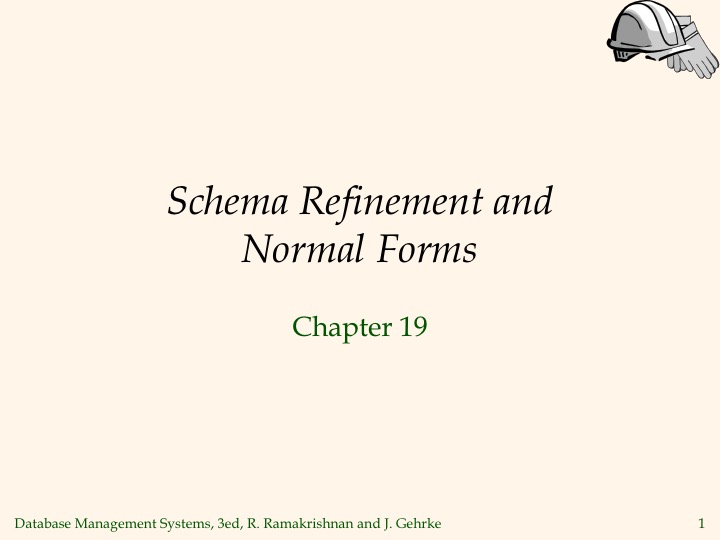 Schema Refinement and
Normal Forms
Chapter 19
Database Management Systems, 3ed, R. Ramakrishnan and J. Gehrke 1